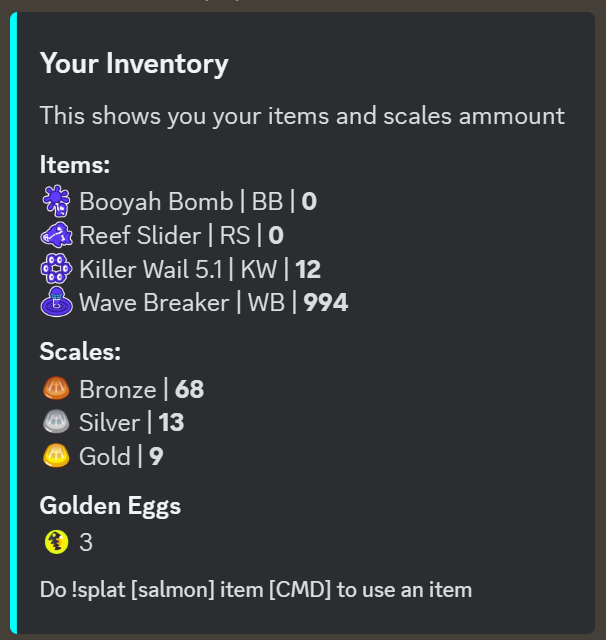 Your Inventory
This shows you your items and scales ammount
Items:
Booyah Bomb | BB | 0
Reef Slider | RS | 0
Killer Wail 5.1 | KW | 12
Wave Breaker | WB | 994
Scales:
Bronze | 68
Silver | 13
Gold | 9
Golden Eggs
3
Do !splat [salmon] item [CMD] to use an item